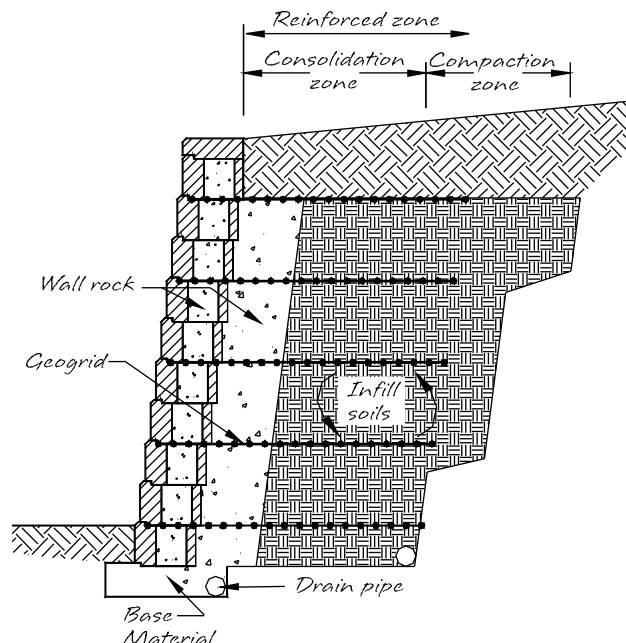 Reinforced zone
Consolidation
zone
Compaction
zone
Wall rock
Geogrid
Infill
soils
Drain pipe
Base
Material